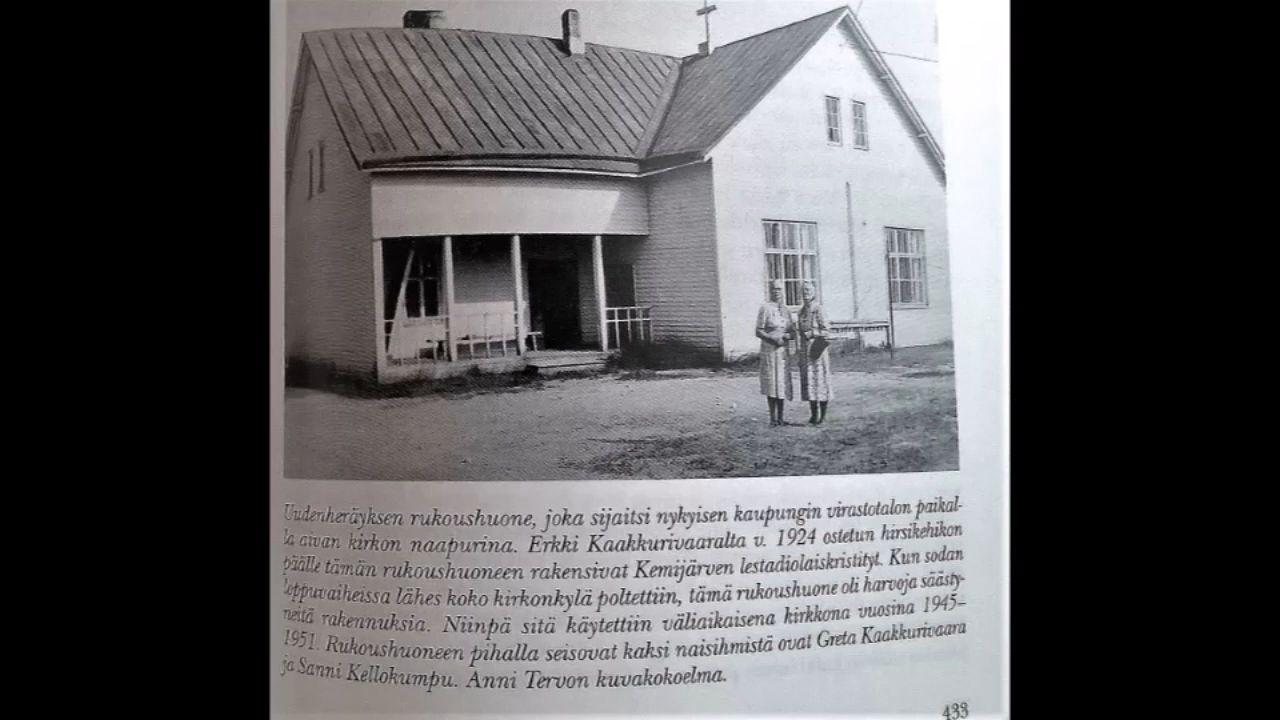 Uudenheräyksen rukoushuone, joka sijaitsi nykyisen kaupungin virastotalon paikal-
la aivan kirkon naapurina. Erkki Kaakkurivaaralta v. 1924 ostetun hirsikehikon
päälle tämän rukoushuoneen rakensivat Kemijärven lestadiolaiskristityt. Kun sodan
loppuvaiheissa lähes koko kirkonkylä poltettiin, tämä rukoushuone oli harvoja säästy-
neitä rakennuksia. Niinpä sitä käytettiin väliaikaisena kirkkona vuosina 1945–
1951. Rukoushuoneen pihalla seisovat kaksi naisihmistä ovat Greta Kaakkurivaara
ja Sanni Kellokumpu. Anni Tervon kuvakokoelma.
433